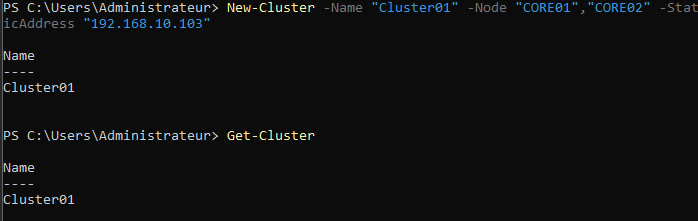 PS C:\Users\Administrateur> New-Cluster -Name "Cluster01" -Node "CORE01","CORE02" -Stat
icAddress "192.168.10.103"
Name
----
Cluster01
PS C:\Users\Administrateur> Get-Cluster
Name
----
Cluster01